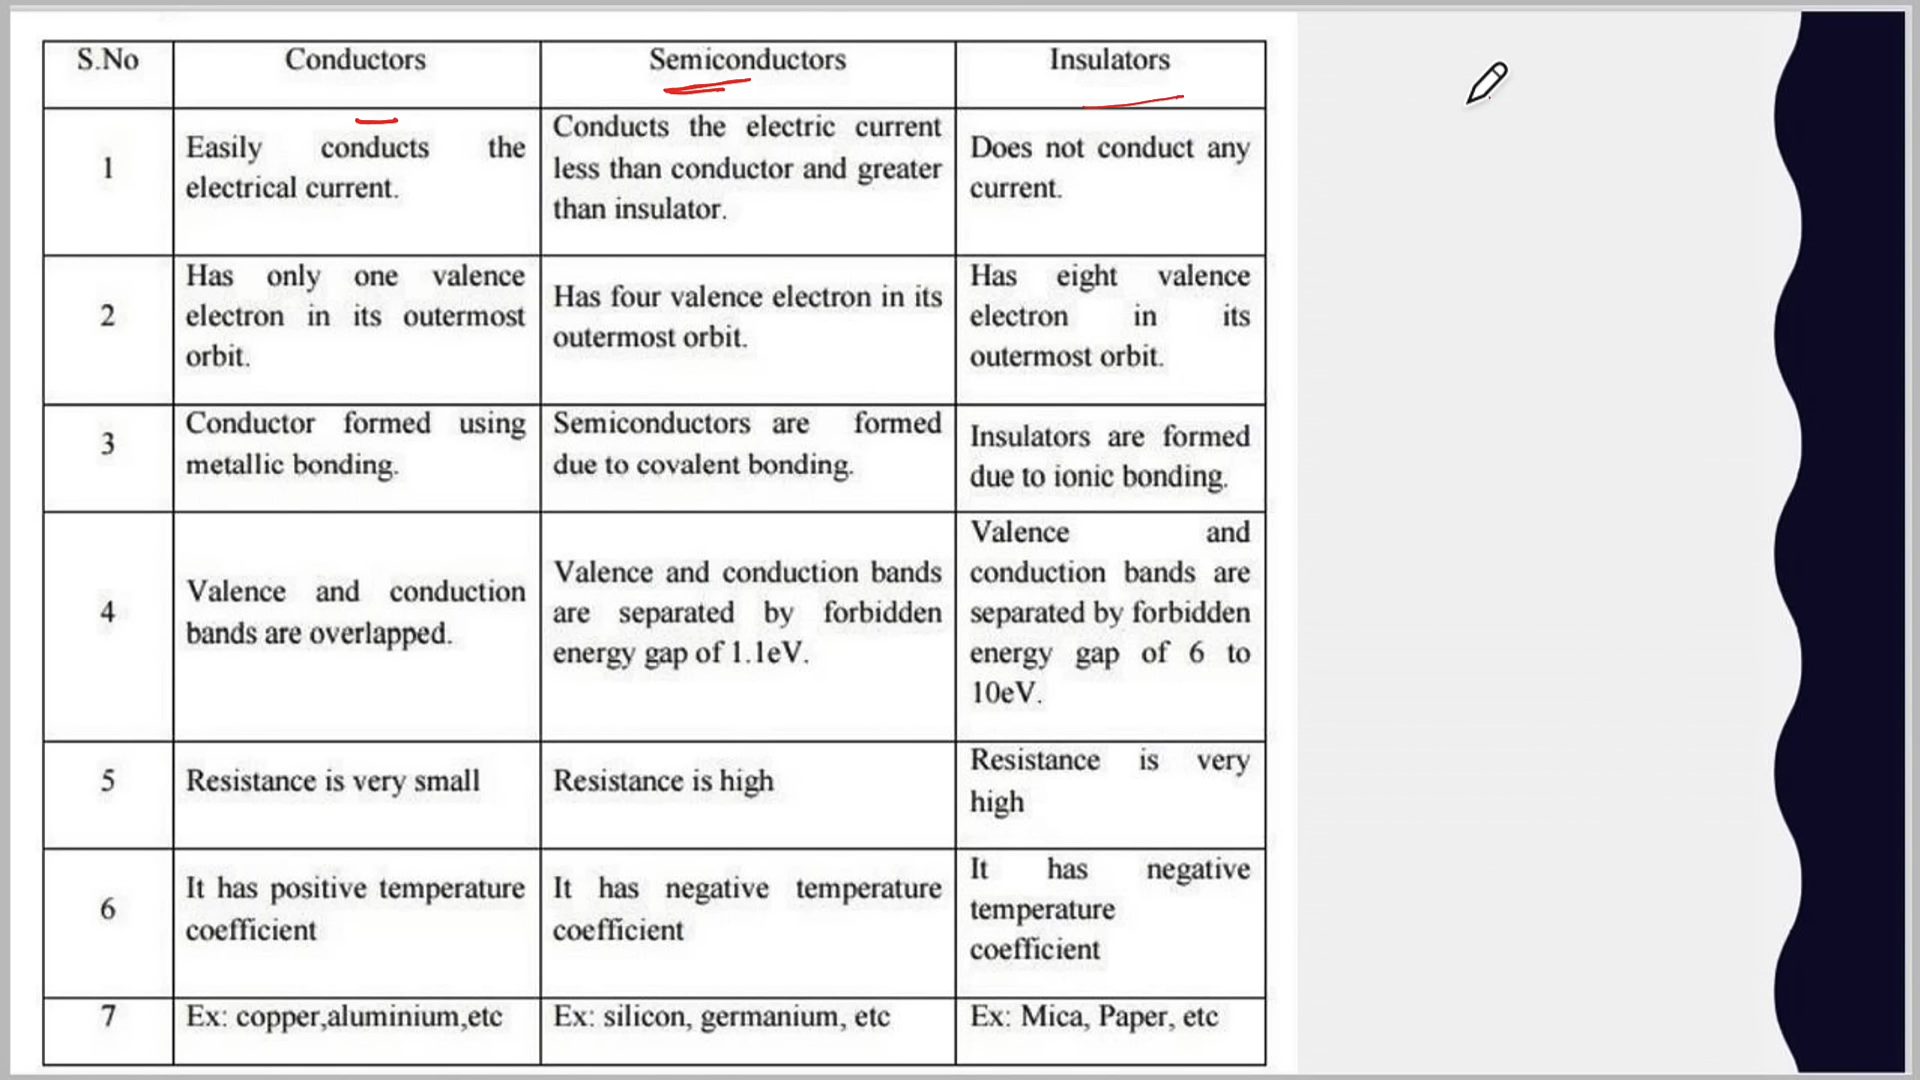 S.No Conductors Semiconductors Insulators
1
Easily conducts the
electrical current.
Conducts the electric current
less than conductor and greater
than insulator.
Does not conduct any
current.
2
Has only one valence
electron in its outermost
orbit.
Has four valence electron in its
outermost orbit.
Has eight valence
electron in its
outermost orbit.
3
Conductor formed using
metallic bonding.
Semiconductors are formed
due to covalent bonding.
Insulators are formed
due to ionic bonding.
4
Valence and conduction
bands are overlapped.
Valence and conduction bands
are separated by forbidden
energy gap of 1.1eV.
Valence and
conduction bands are
separated by forbidden
energy gap of 6 to
10eV.
5
Resistance is very small
Resistance is high
Resistance is very
high
6
It has positive temperature
coefficient
It has negative temperature
coefficient
It has negative
temperature
coefficient
7
Ex: copper,aluminium,etc
Ex: silicon, germanium, etc
Ex: Mica, Paper, etc